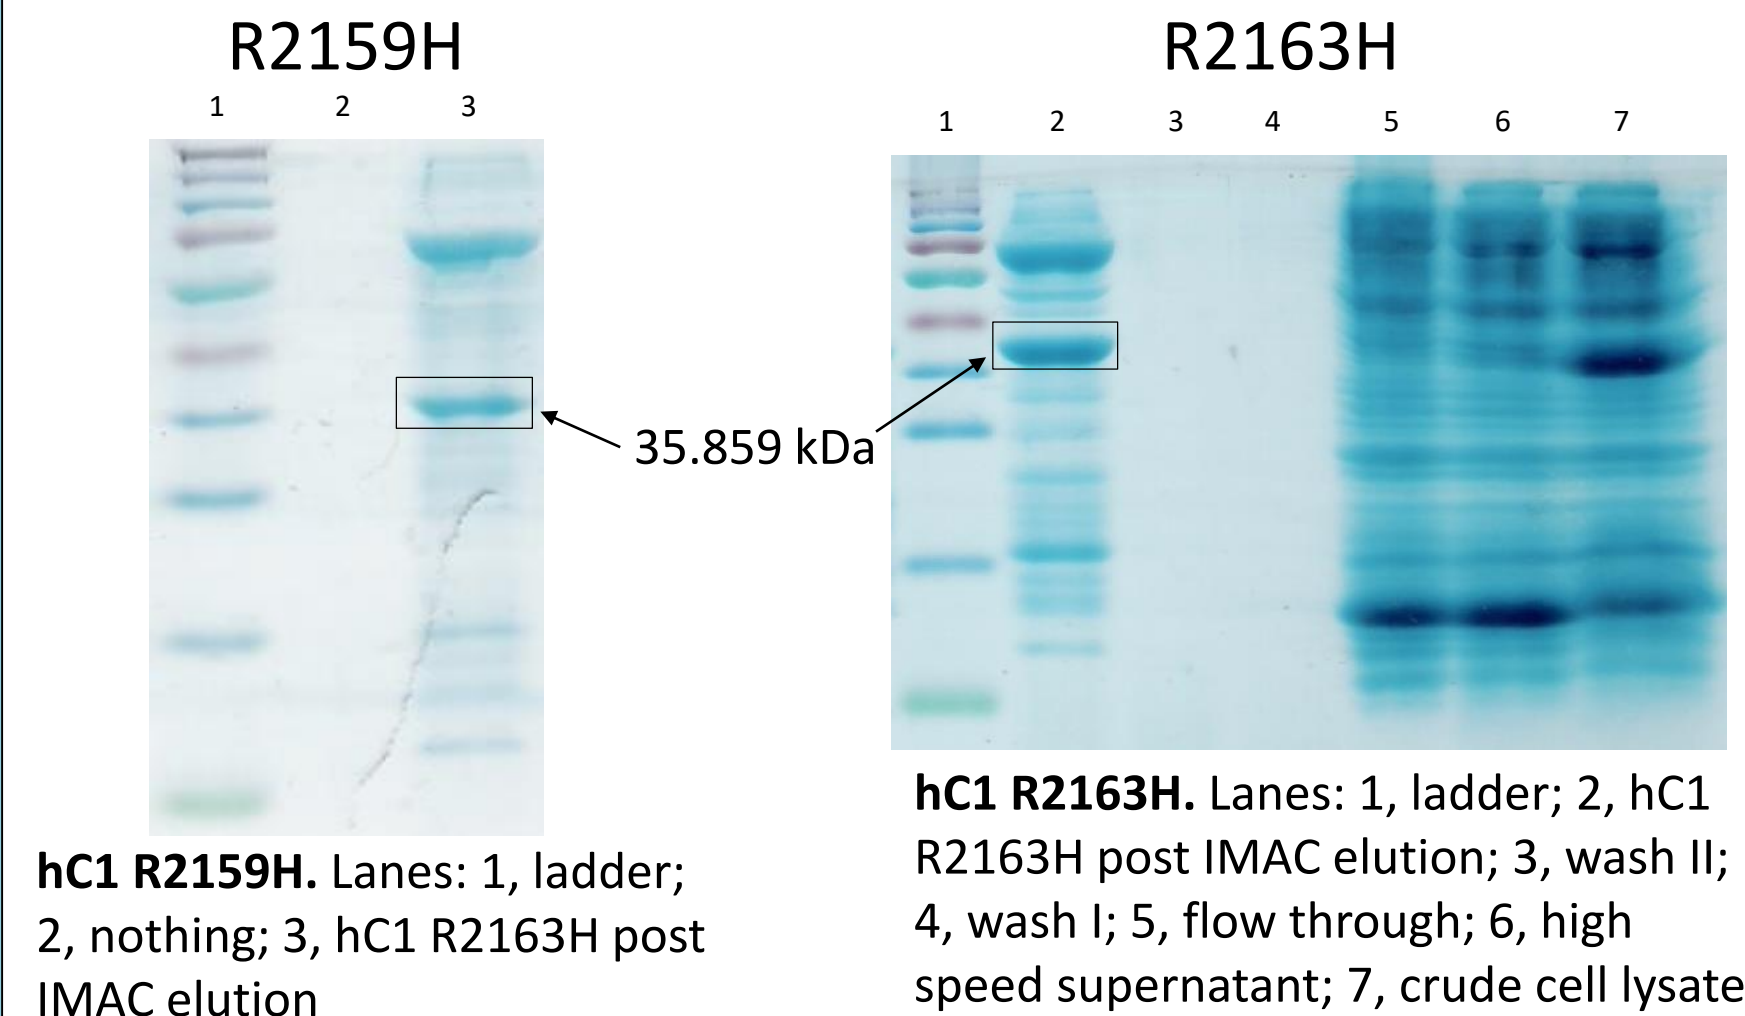 R2159H
1 2 3
35.859 kDa
hC1 R2159H. Lanes: 1, ladder;
2, nothing; 3, hC1 R2163H post
IMAC elution
R2163H
1 2 3 4 5 6 7
hC1 R2163H. Lanes: 1, ladder; 2, hC1
R2163H post IMAC elution; 3, wash II;
4, wash I; 5, flow through; 6, high
speed supernatant; 7, crude cell lysate